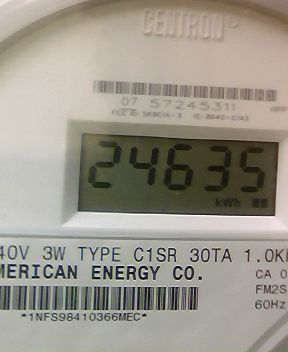 CENTRON
07 57245311
24635
kWh
40V 3W TYPE C1SR 30TA 1.0K
MERICAN ENERGY CO.
CA 0
FM2S
60Hz
*1NFS98410366MEC*